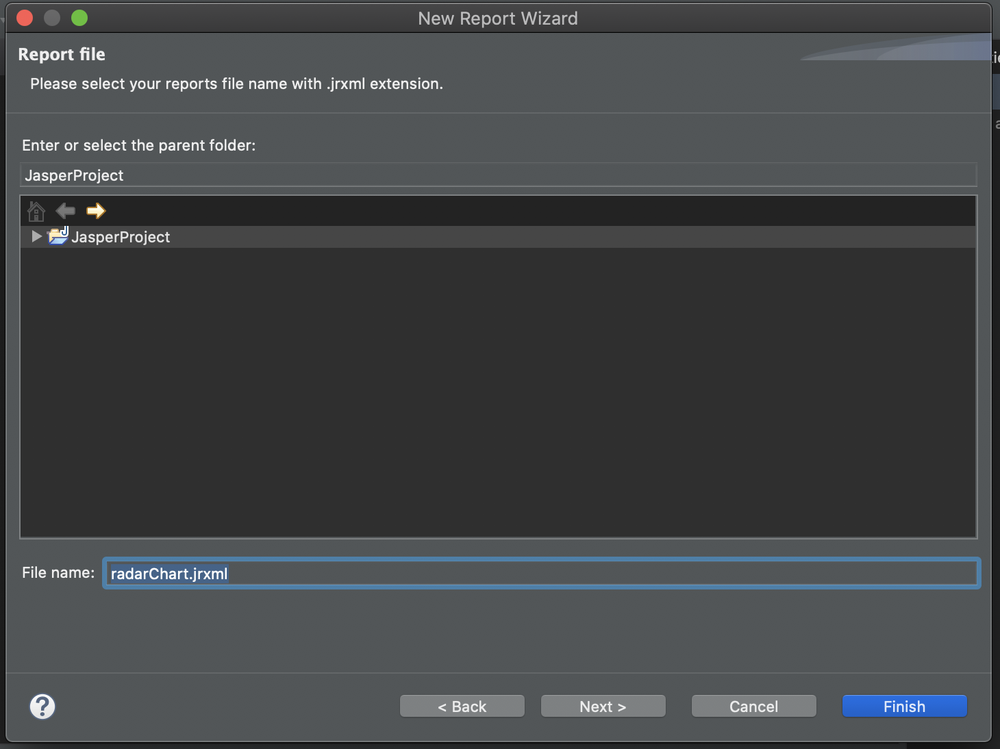 New Report Wizard
Report file
Please select your reports file name with .jrxml extension.
Enter or select the parent folder:
JasperProject
JasperProject
File name: radarChart.jrxml
? < Back Next > Cancel Finish